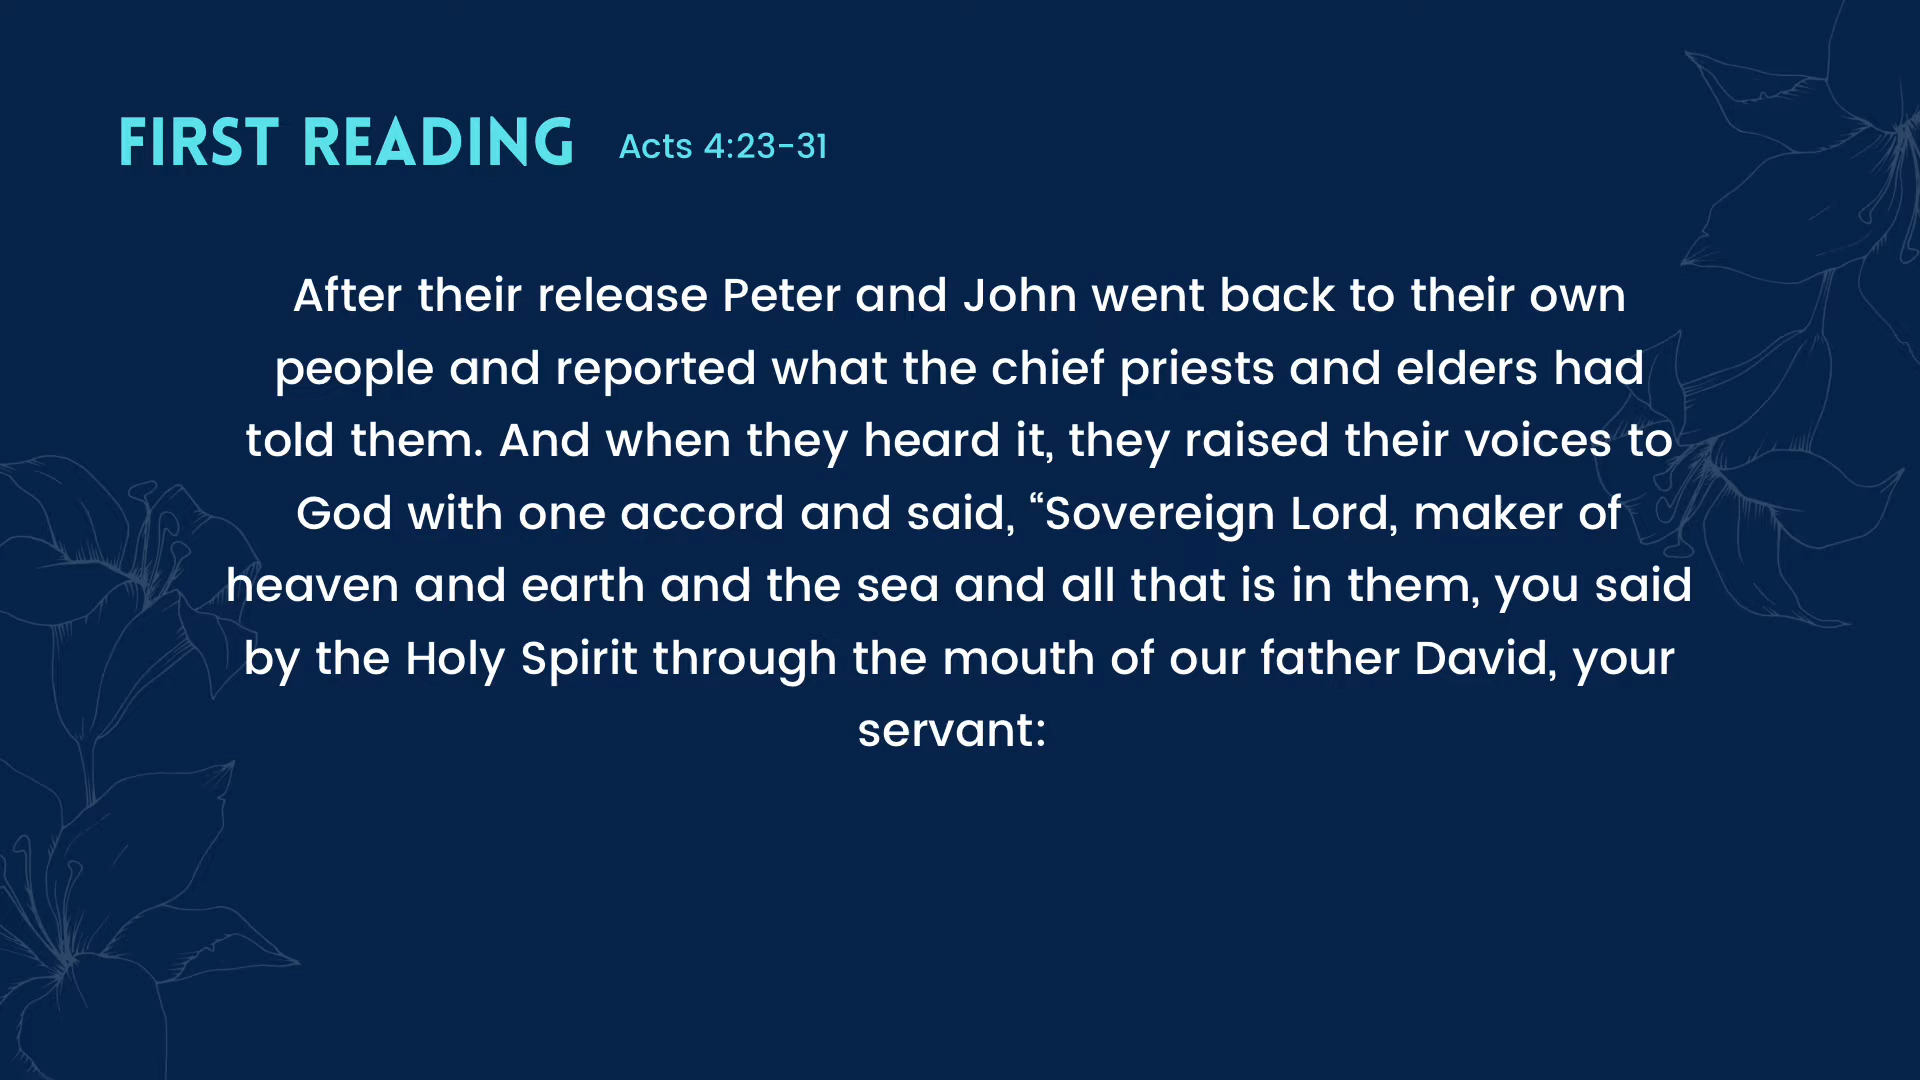 FIRST READING Acts 4:23-31
After their release Peter and John went back to their own
people and reported what the chief priests and elders had
told them. And when they heard it, they raised their voices to
God with one accord and said, “Sovereign Lord, maker of
heaven and earth and the sea and all that is in them, you said
by the Holy Spirit through the mouth of our father David, your
servant: